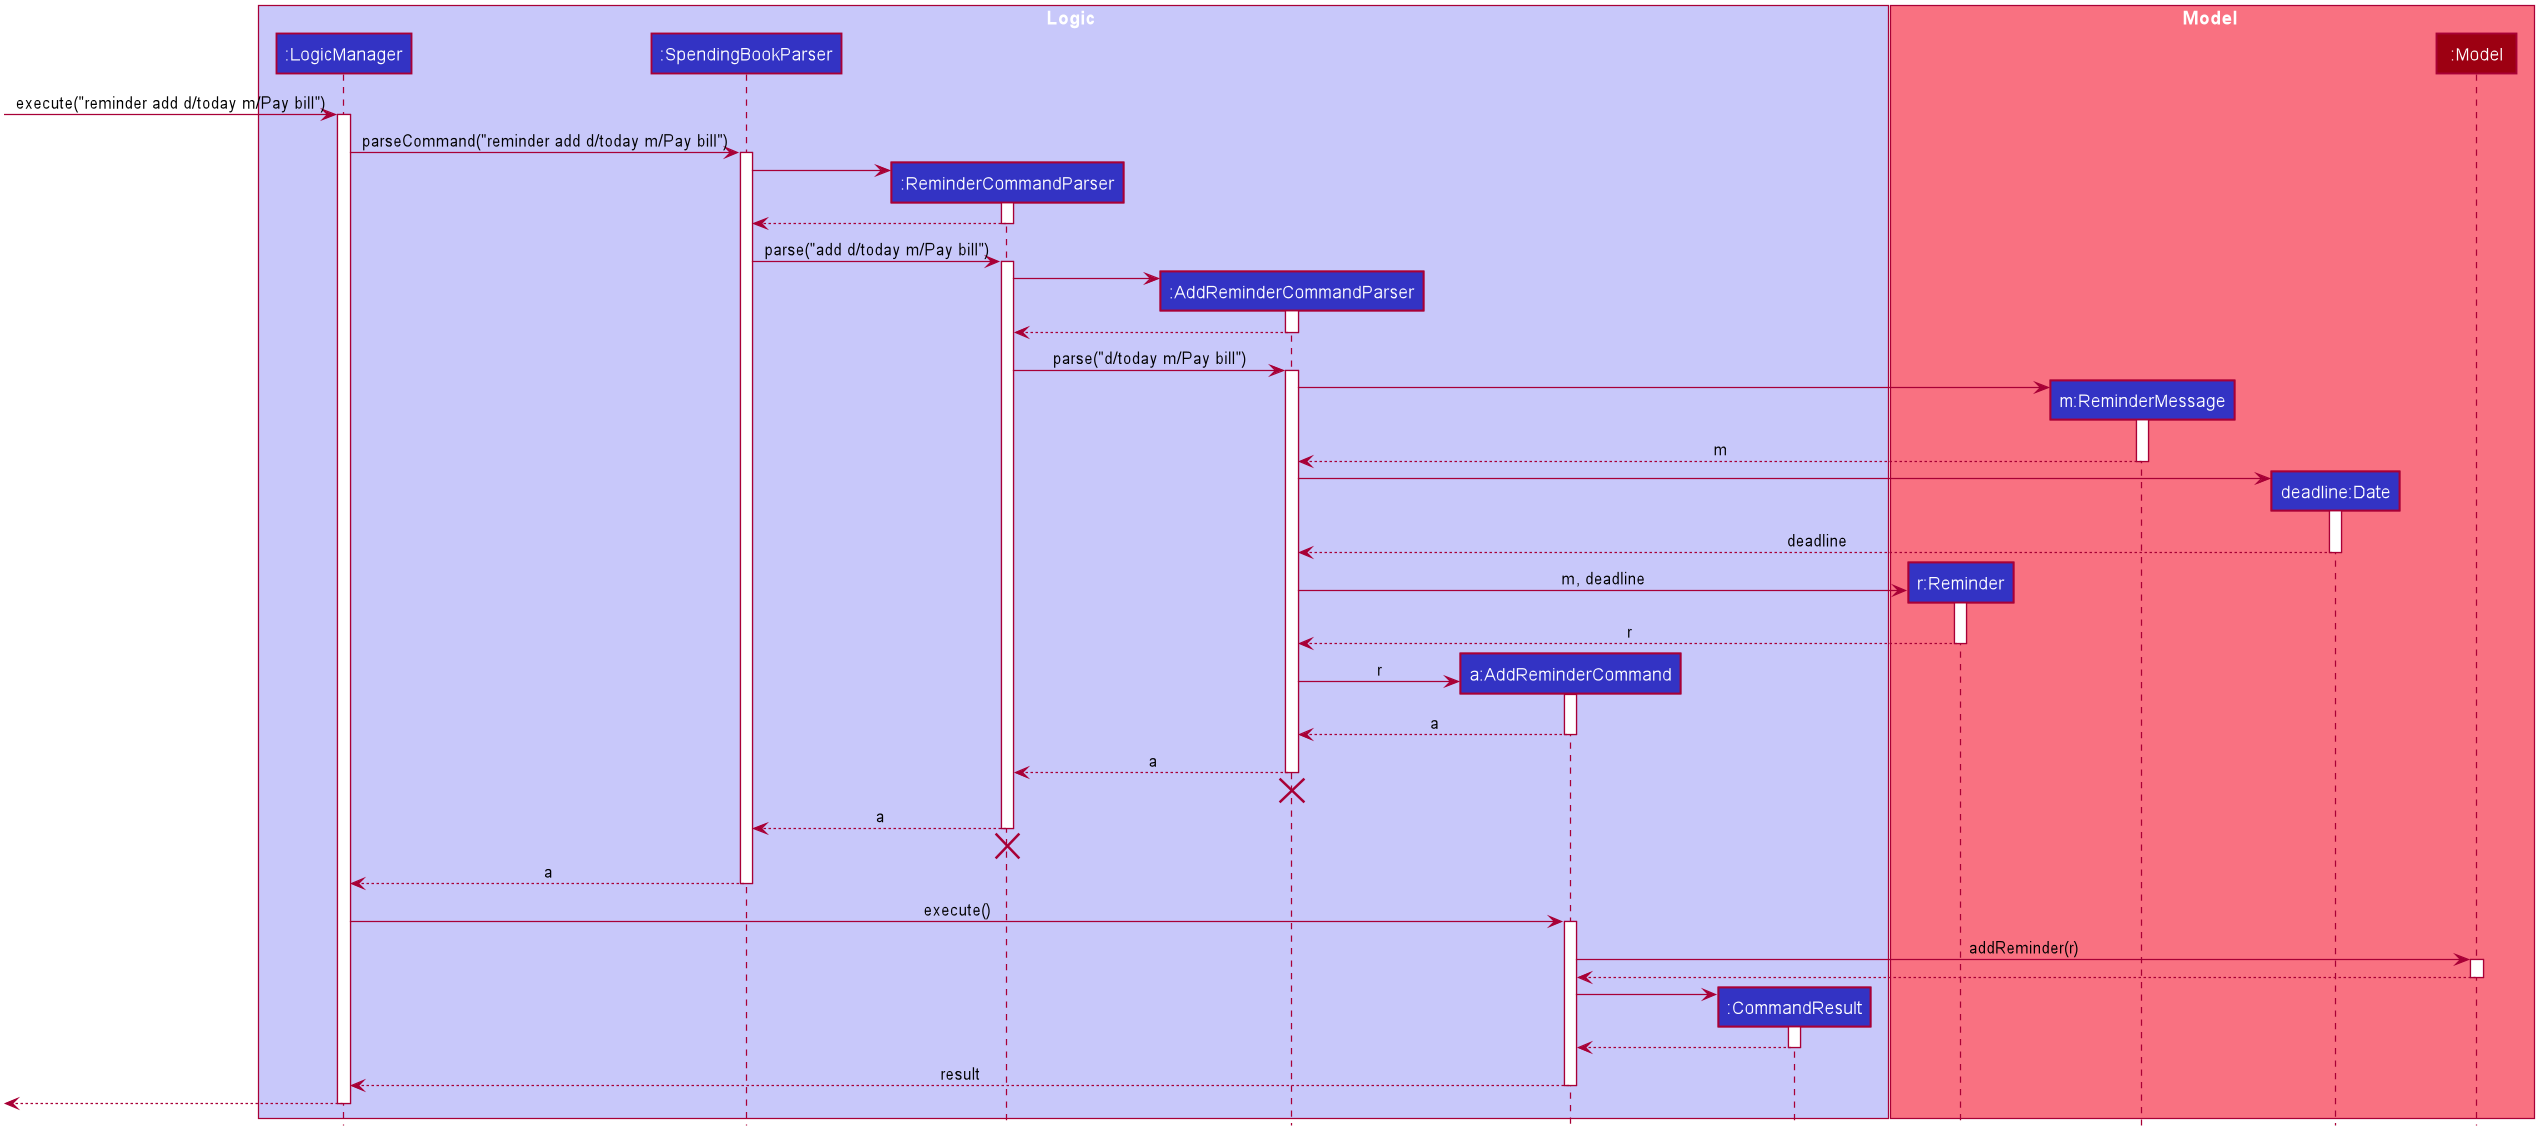 Logic
Model
:LogicManager
:SpendingBookParser
:Model
execute("reminder add d/today m/Pay bill")
parseCommand("reminder add d/today m/Pay bill")
:ReminderCommandParser
parse("add d/today m/Pay bill")
:AddReminderCommandParser
parse("d/today m/Pay bill")
m:ReminderMessage
m
deadline:Date
deadline
m, deadline
r:Reminder
r
r
a:AddReminderCommand
a
a
a
a
execute()
addReminder(r)
:CommandResult
result